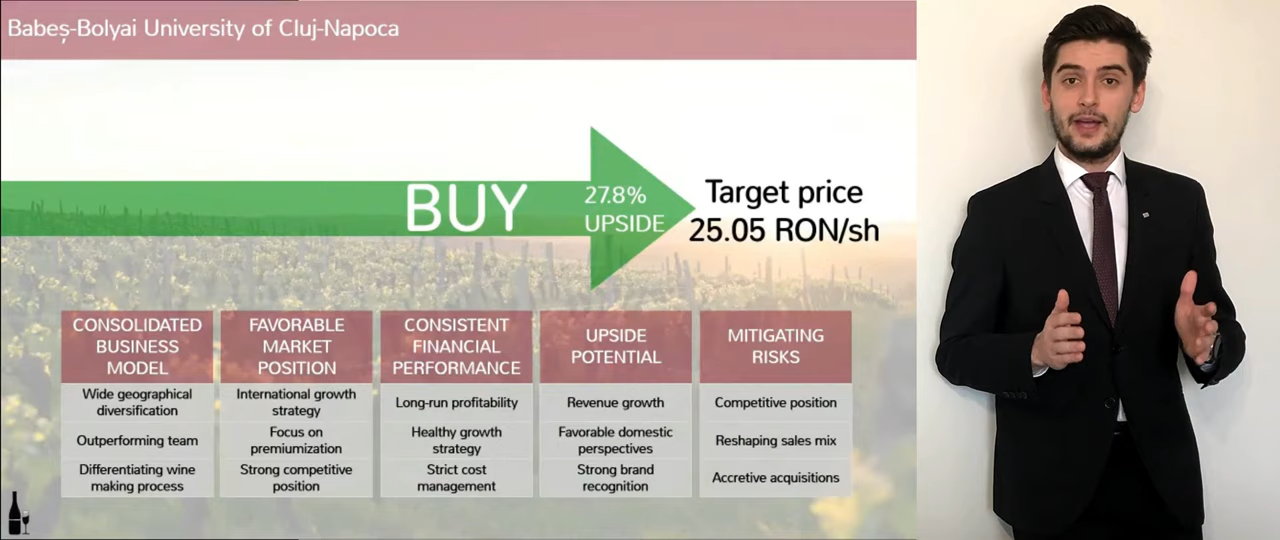 Babeș-Bolyai University of Cluj-Napoca
BUY
27.8%
UPSIDE
Target price
25.05 RON/sh
CONSOLIDATED
BUSINESS
MODEL
Wide geographical
diversification
Outperforming team
Differentiating wine
making process
FAVORABLE
MARKET
POSITION
International growth
strategy
Focus on
premiumization
Strong competitive
position
CONSISTENT
FINANCIAL
PERFORMANCE
Long-run profitability
Healthy growth
strategy
Strict cost
management
UPSIDE
POTENTIAL
Revenue growth
Favorable domestic
perspectives
Strong brand
recognition
MITIGATING
RISKS
Competitive position
Reshaping sales mix
Accretive acquisitions